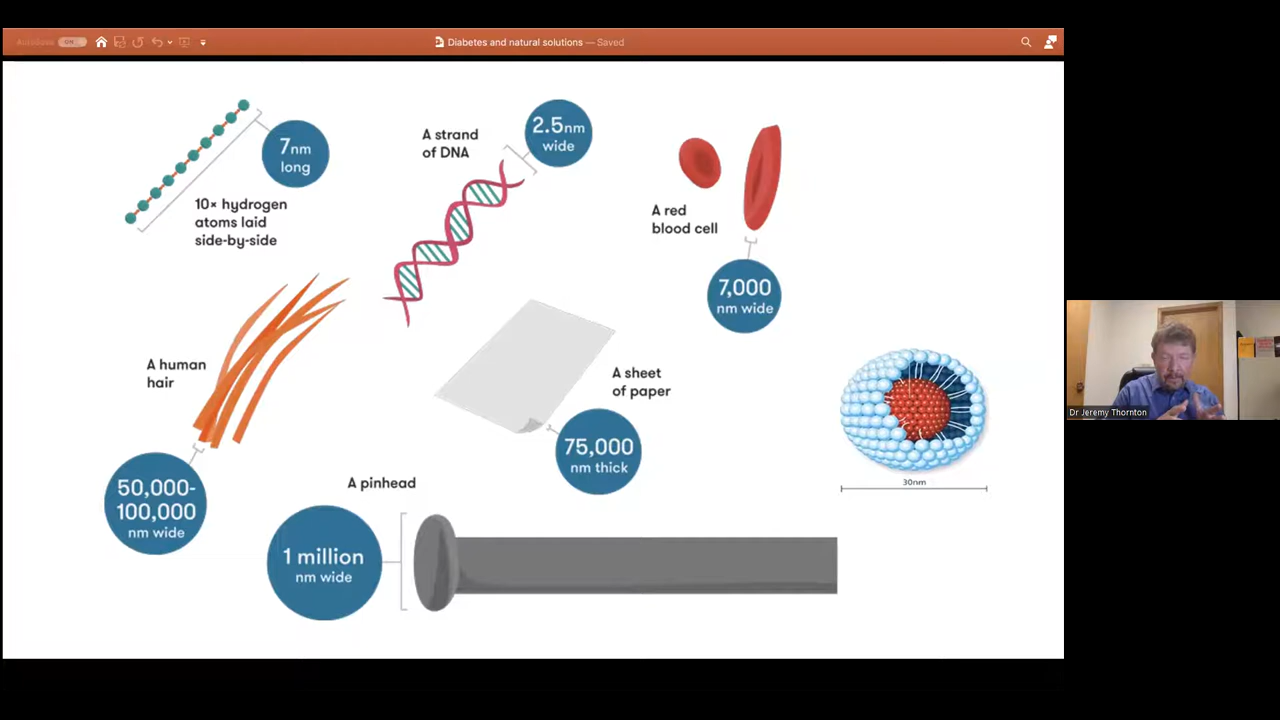 AutoSave ON
Diabetes and natural solutions — Saved
7nm
long
10× hydrogen
atoms laid
side-by-side
A strand
of DNA
2.5nm
wide
A red
blood cell
7,000
nm wide
A human
hair
50,000-
100,000
nm wide
A sheet
of paper
75,000
nm thick
30nm
A pinhead
1 million
nm wide
Dr Jeremy Thornton